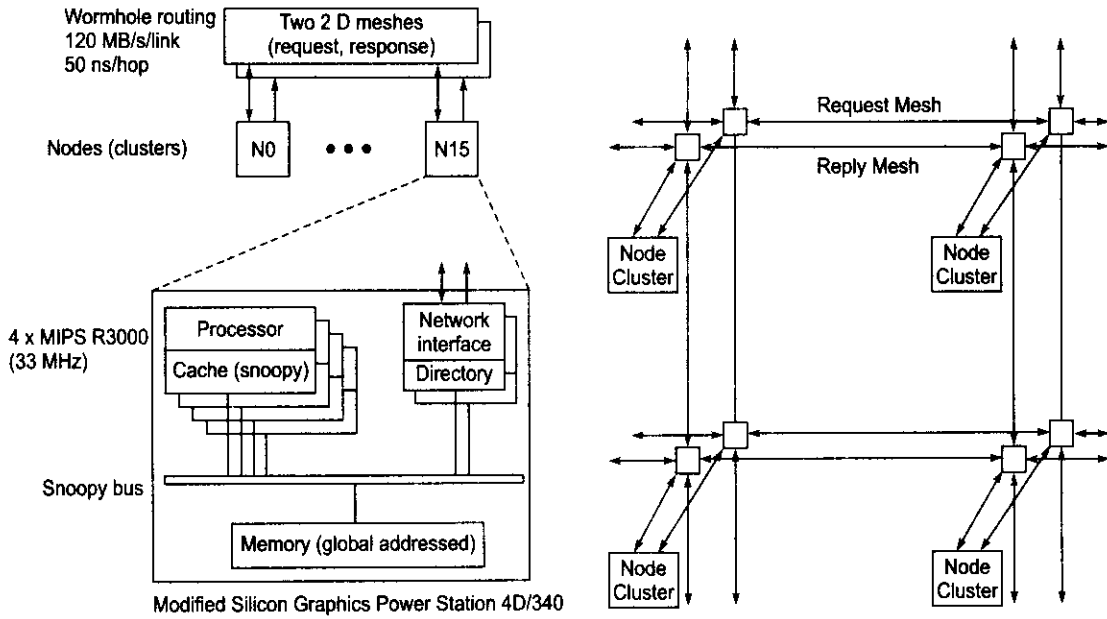 Wormhole routing
120 MB/s/link
50 ns/hop
Two 2 D meshes
(request, response)
Nodes (clusters)
N0
N15
4 x MIPS R3000
(33 MHz)
Processor
Cache (snoopy)
Network
interface
Directory
Snoopy bus
Memory (global addressed)
Modified Silicon Graphics Power Station 4D/340
Request Mesh
Reply Mesh
Node
Cluster
Node
Cluster
Node
Cluster
Node
Cluster